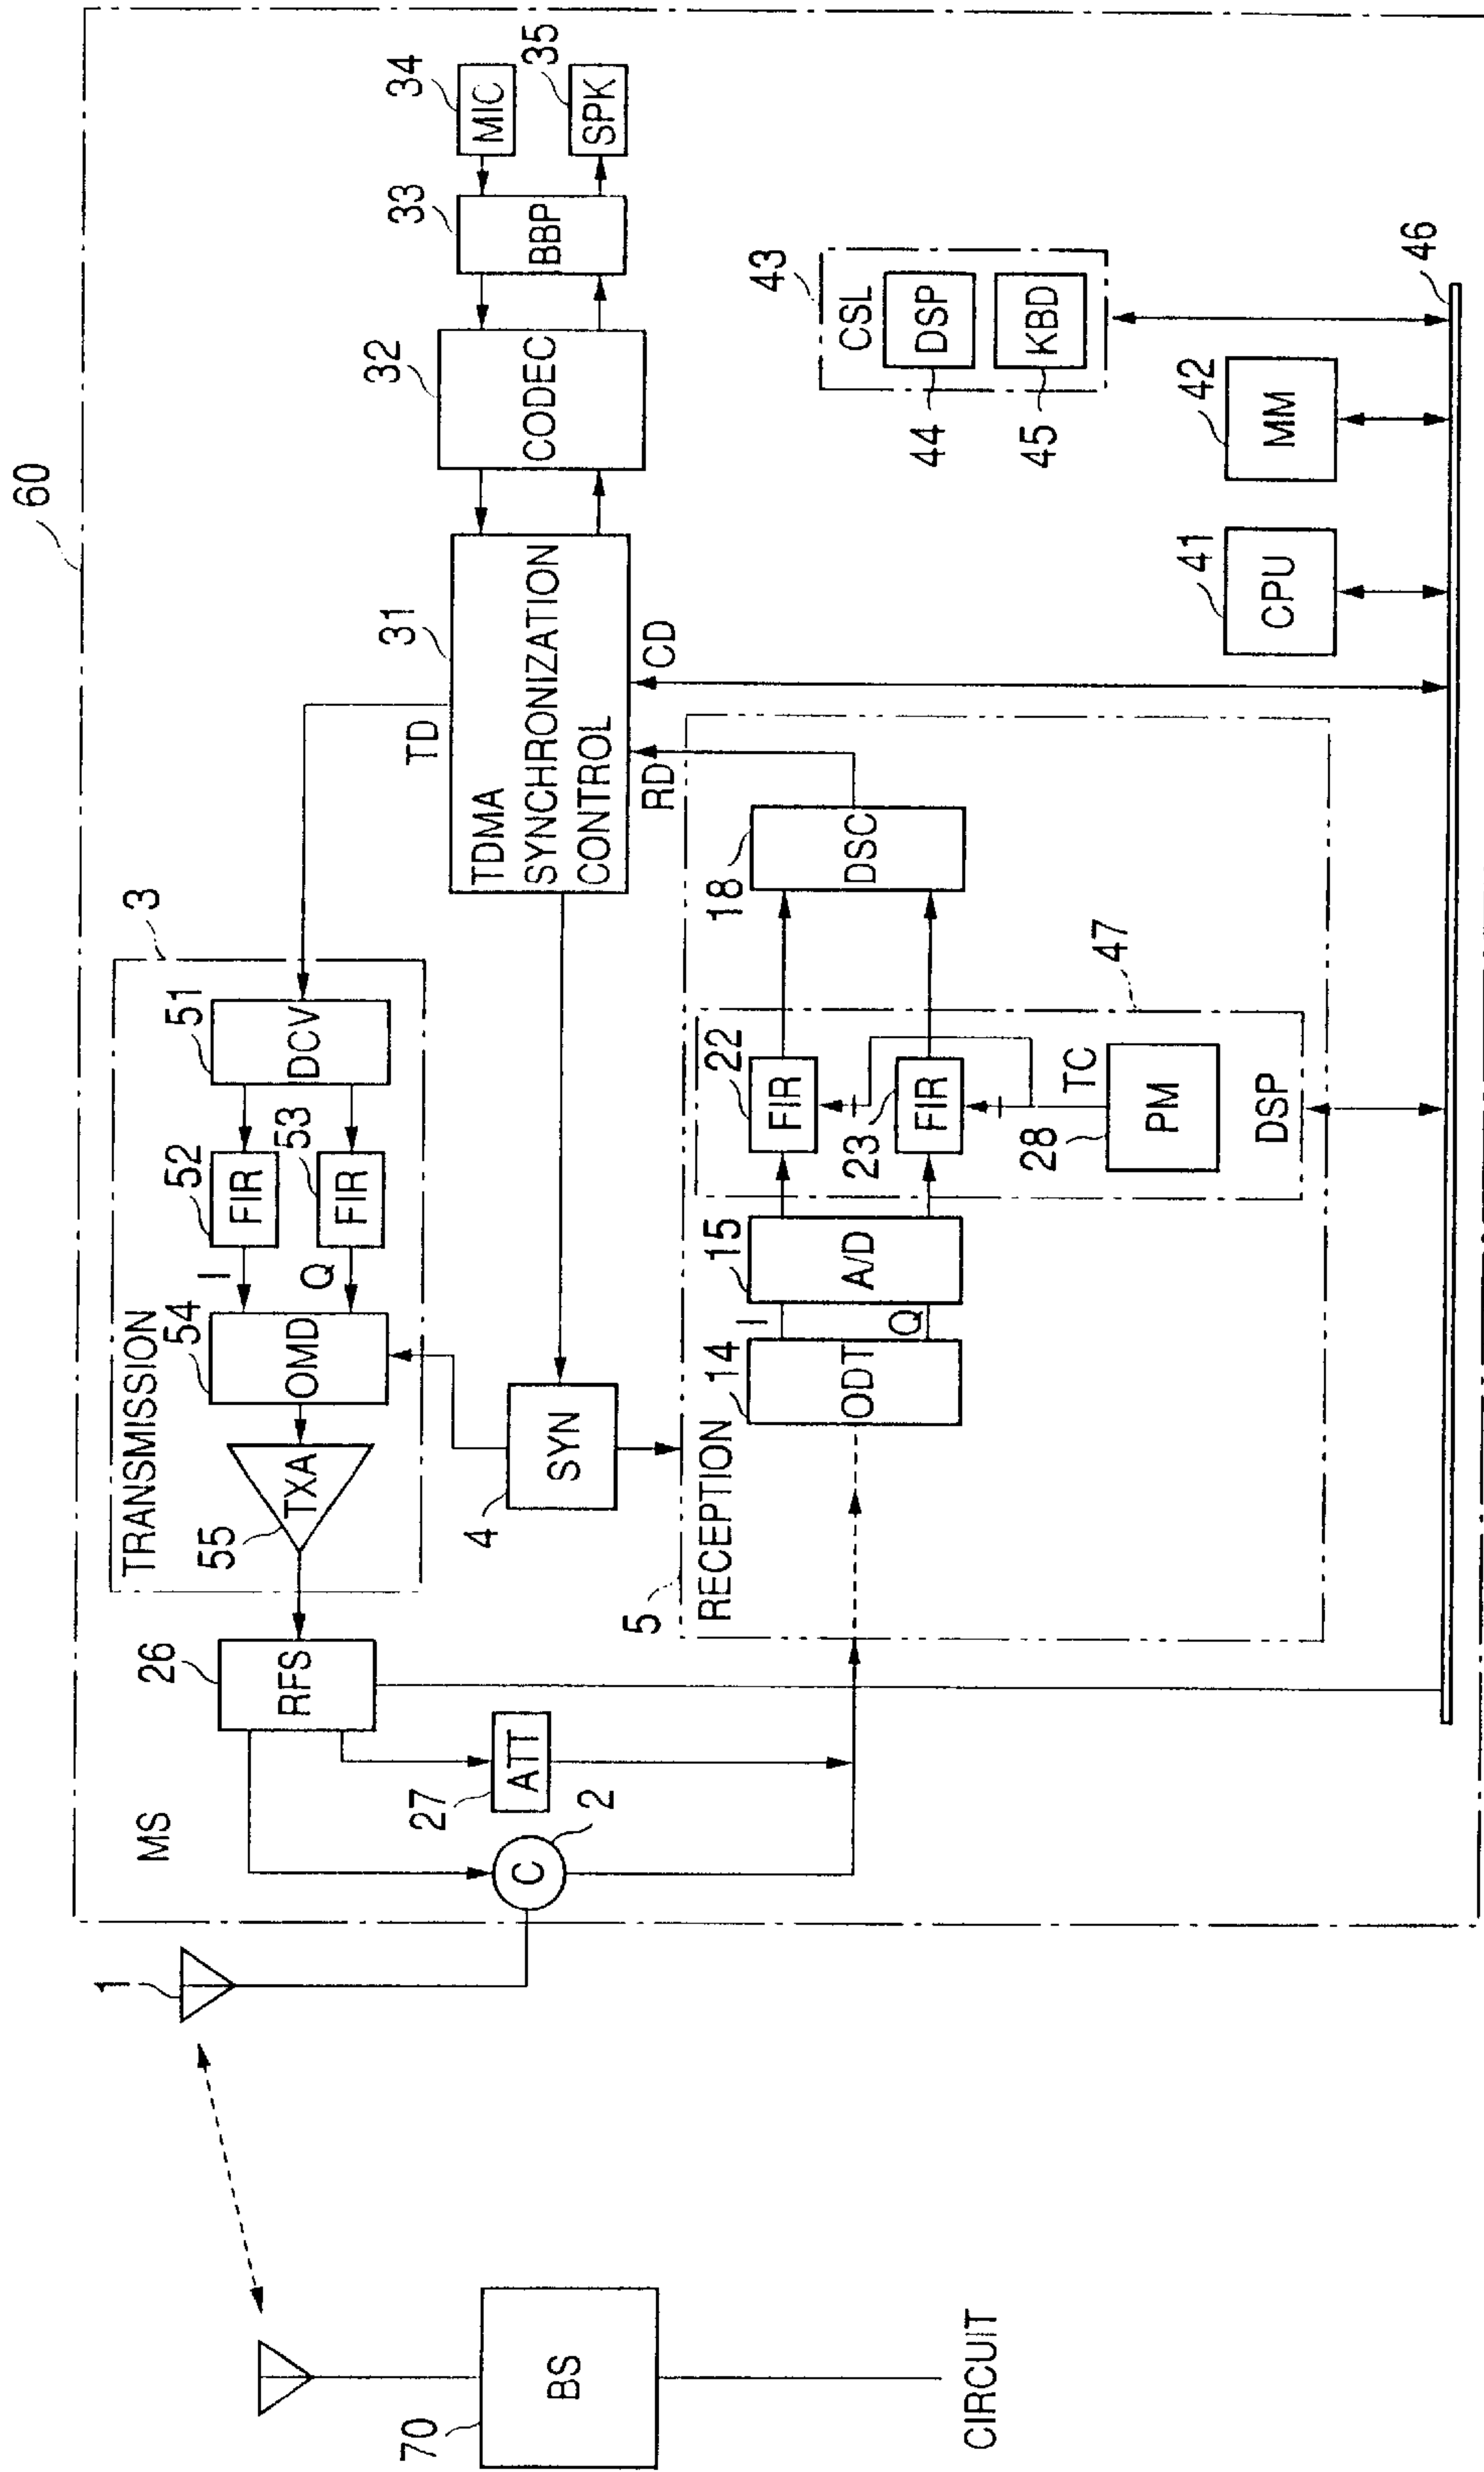 60
MS
1
26
RFS
27
ATT
C
2
TRANSMISSION
3
55
TXA
54
OMD
I
Q
52
FIR
53
FIR
51
DCV
4
SYN
TD
31
TDMA
SYNCHRONIZATION
CONTROL
RD
CD
32
CODEC
33
BBP
34
MIC
35
SPK
5
RECEPTION
14
ODT
I
Q
15
A/D
22
FIR
23
FIR
28
PM
TC
DSP
47
18
DSC
41
CPU
42
MM
43
CSL
44
DSP
45
KBD
46
70
BS
CIRCUIT